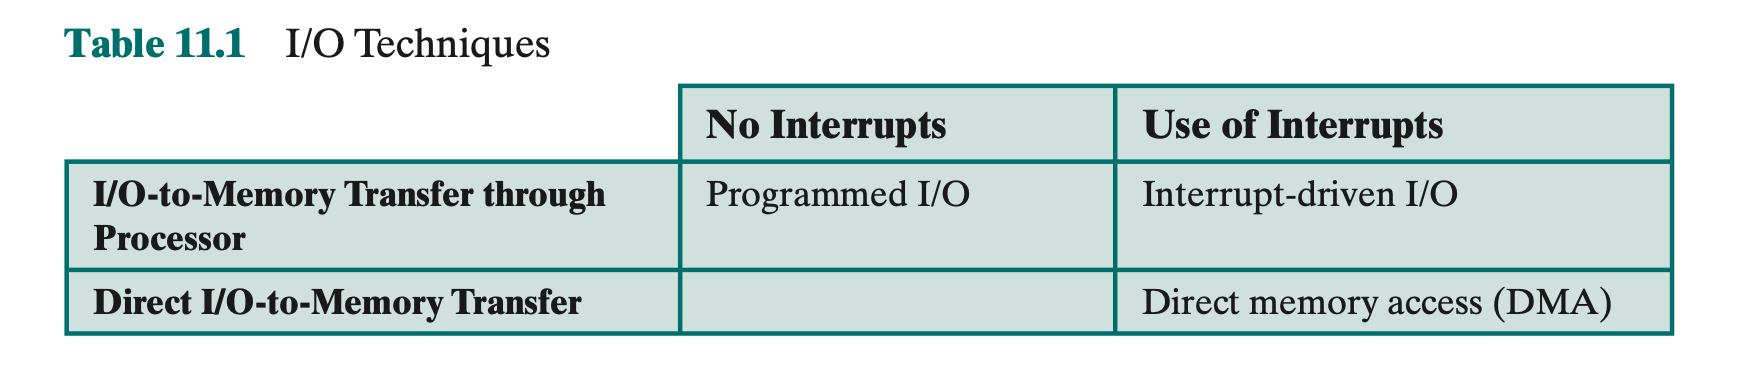 Table 11.1 I/O Techniques
No Interrupts Use of Interrupts
I/O-to-Memory Transfer through Programmed I/O Interrupt-driven I/O
Processor
Direct I/O-to-Memory Transfer Direct memory access (DMA)